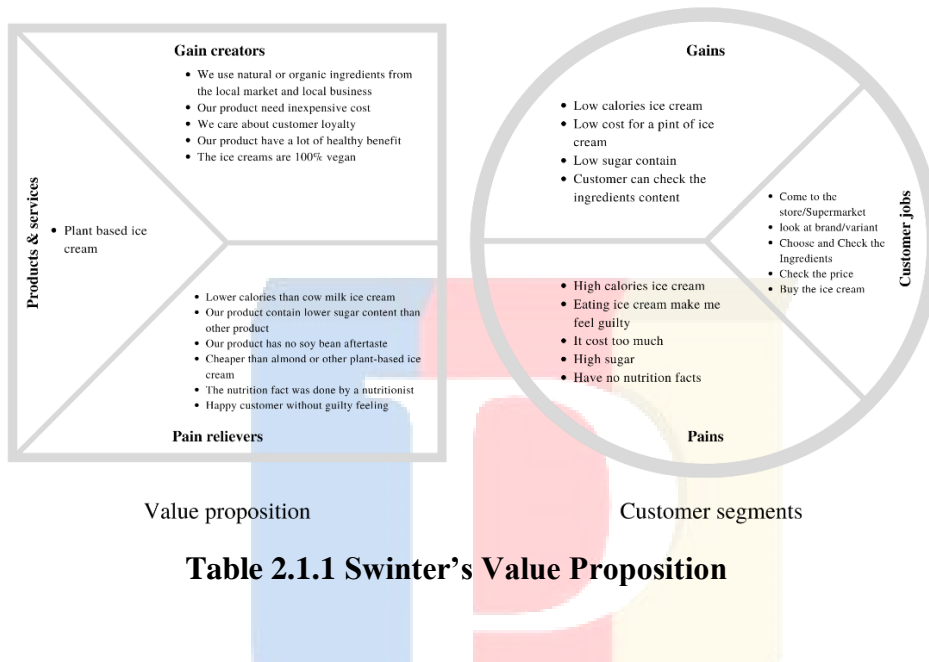 Gain creators
• We use natural or organic ingredients from
the local market and local business
• Our product need inexpensive cost
• We care about customer loyalty
• Our product have a lot of healthy benefit
• The ice creams are 100% vegan
Products & services
• Plant based ice
cream
• Lower calories than cow milk ice cream
• Our product contain lower sugar content than
other product
• Our product has no soy bean aftertaste
• Cheaper than almond or other plant-based ice
cream
• The nutrition fact was done by a nutritionist
• Happy customer without guilty feeling
Pain relievers
Gains
• Low calories ice cream
• Low cost for a pint of ice
cream
• Low sugar contain
• Customer can check the
ingredients content
• Come to the
store/Supermarket
• look at brand/variant
• Choose and Check the
Ingredients
• Check the price
• Buy the ice cream
Customer jobs
• High calories ice cream
• Eating ice cream make me
feel guilty
• It cost too much
• High sugar
• Have no nutrition facts
Pains
Value proposition
Customer segments
Table 2.1.1 Swinter’s Value Proposition